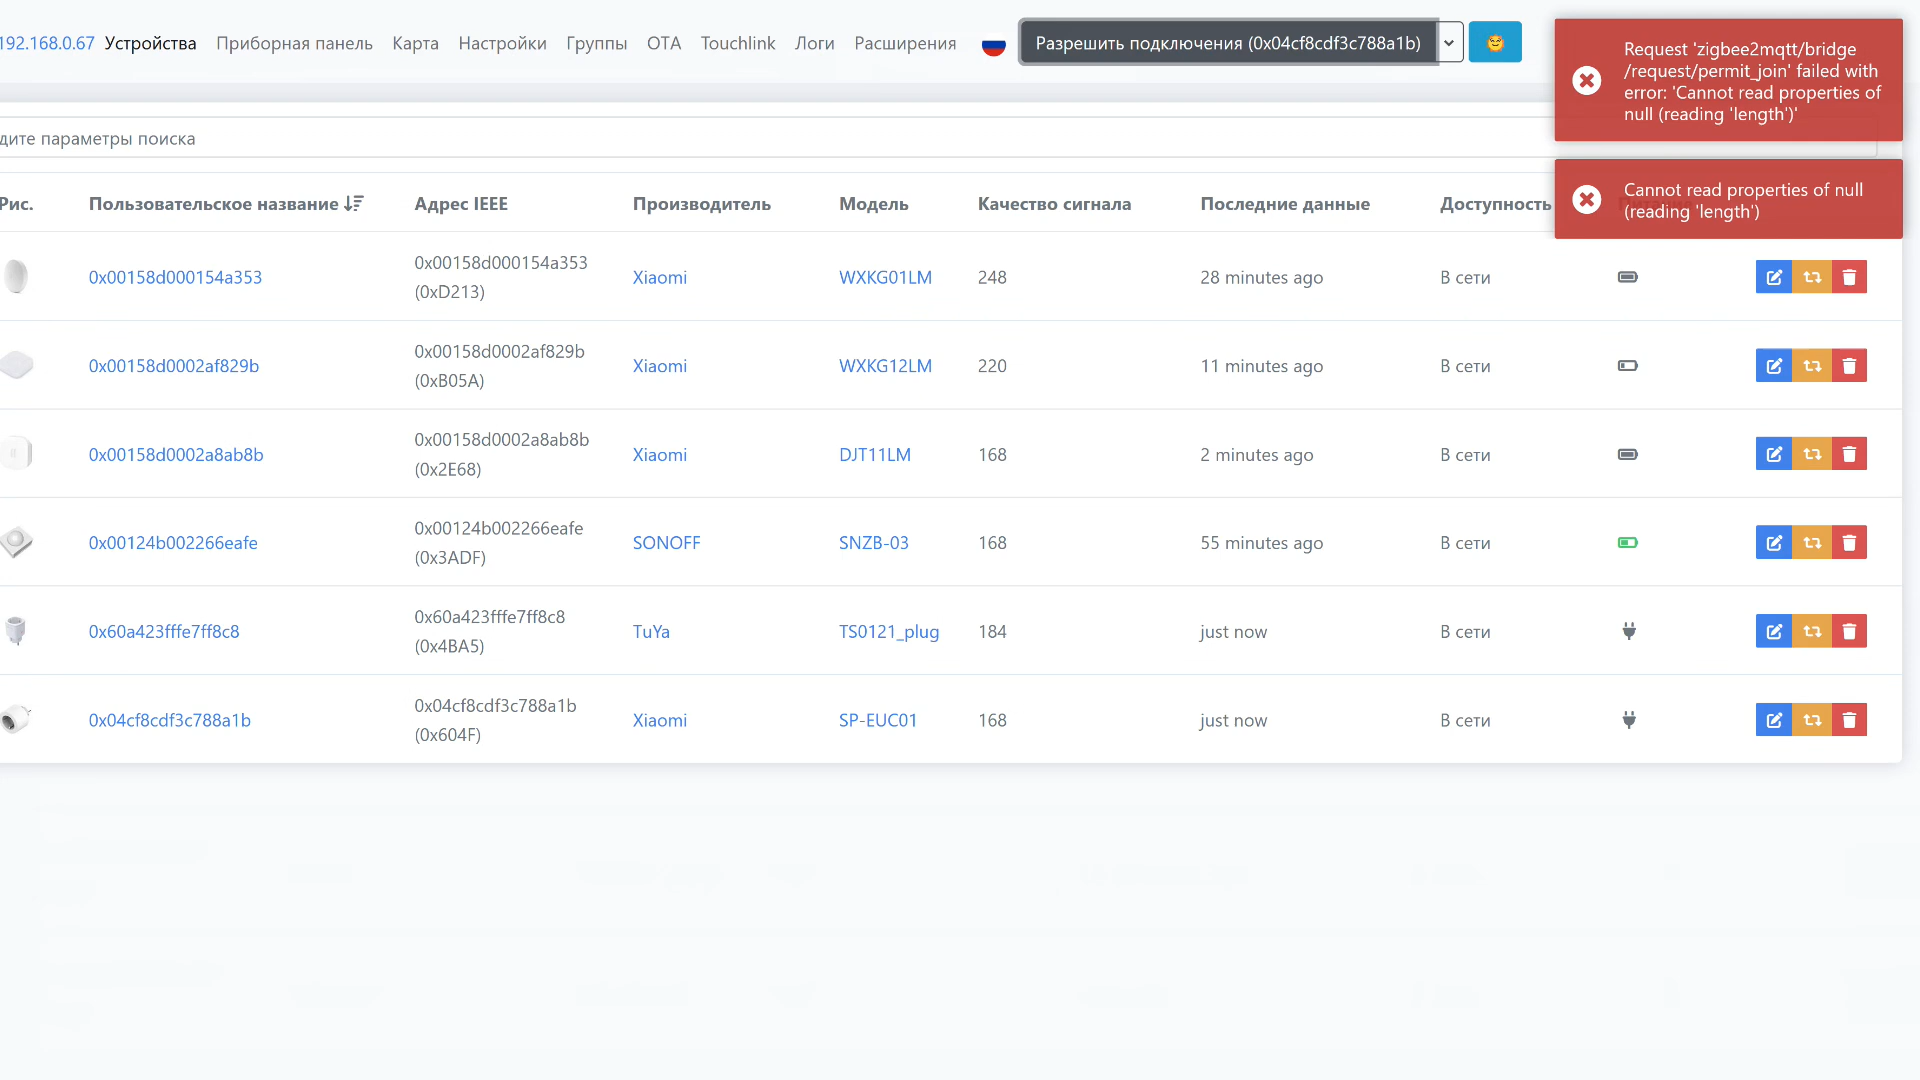 192.168.0.67 Устройства Приборная панель Карта Настройки Группы OTA Touchlink Логи Расширения Разрешить подключения (0x04cf8cdf3c788a1b)
Request 'zigbee2mqtt/bridge
/request/permit_join' failed with
error: 'Cannot read properties of
null (reading 'length')'
дите параметры поиска
Cannot read properties of null
(reading 'length')
Рис. Пользовательское название Адрес IEEE Производитель Модель Качество сигнала Последние данные Доступность Питание
0x00158d000154a353 0x00158d000154a353 (0xD213) Xiaomi WXKG01LM 248 28 minutes ago В сети
0x00158d0002af829b 0x00158d0002af829b (0xB05A) Xiaomi WXKG12LM 220 11 minutes ago В сети
0x00158d0002a8ab8b 0x00158d0002a8ab8b (0x2E68) Xiaomi DJT11LM 168 2 minutes ago В сети
0x00124b002266eafe 0x00124b002266eafe (0x3ADF) SONOFF SNZB-03 168 55 minutes ago В сети
0x60a423fffe7ff8c8 0x60a423fffe7ff8c8 (0x4BA5) TuYa TS0121_plug 184 just now В сети
0x04cf8cdf3c788a1b 0x04cf8cdf3c788a1b (0x604F) Xiaomi SP-EUC01 168 just now В сети